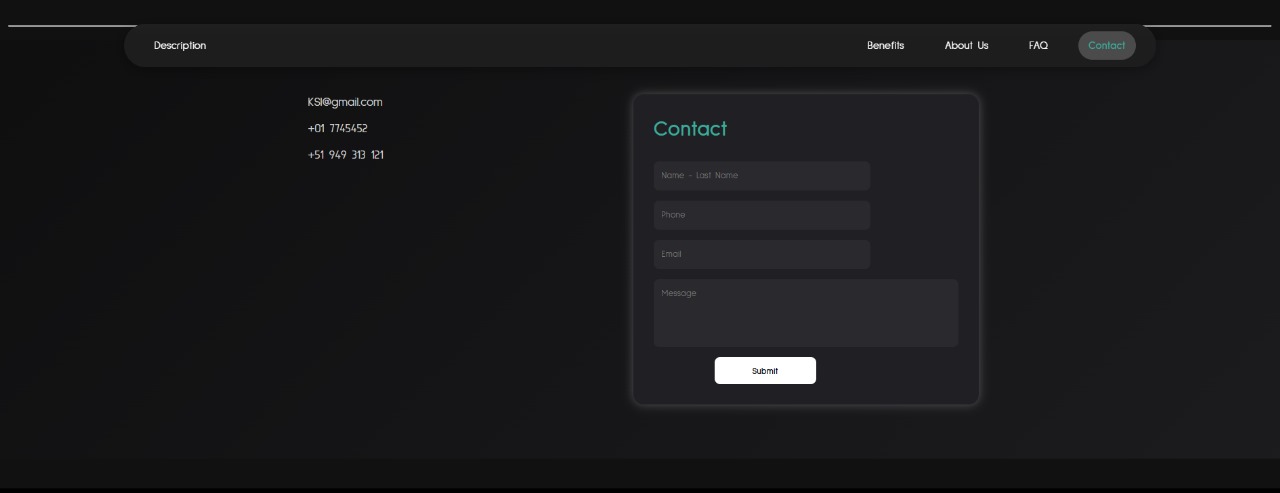 Description Benefits About Us FAQ Contact
KSI@gmail.com
+01 7745452
+51 949 313 121
Contact
Name - Last Name
Phone
Email
Message
Submit